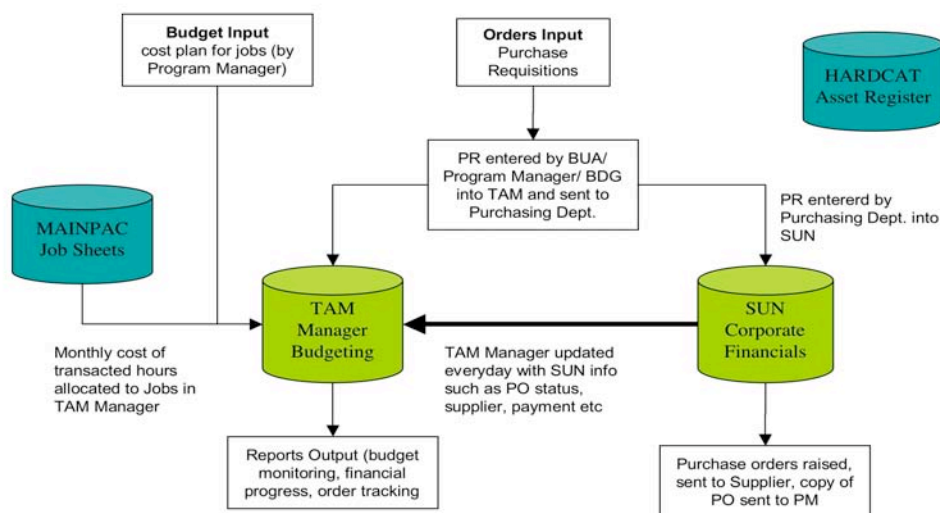 Budget Input
cost plan for jobs (by
Program Manager)
Orders Input
Purchase
Requisitions
HARDCAT
Asset Register
PR entered by BUA/
Program Manager/ BDG
into TAM and sent to
Purchasing Dept.
PR entererd by
Purchasing Dept. into
SUN
MAINPAC
Job Sheets
TAM
Manager
Budgeting
SUN
Corporate
Financials
Monthly cost of
transacted hours
allocated to Jobs in
TAM Manager
TAM Manager updated
everyday with SUN info
such as PO status,
supplier, payment etc
Reports Output (budget
monitoring, financial
progress, order tracking
Purchase orders raised,
sent to Supplier, copy of
PO sent to PM